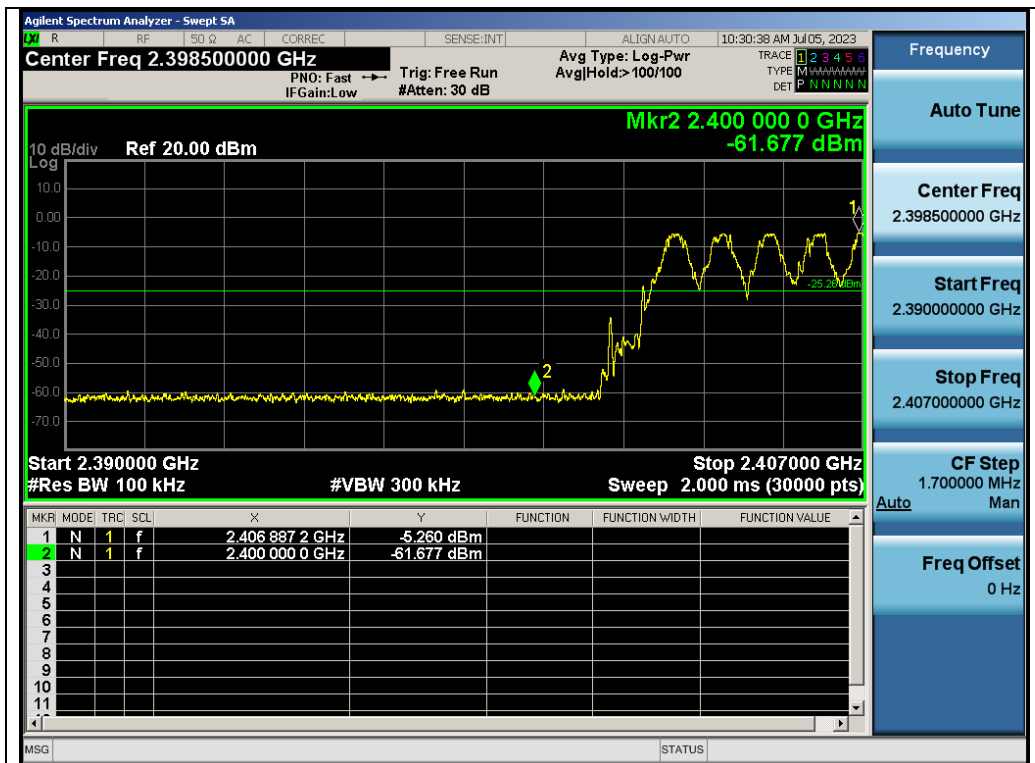 Agilent Spectrum Analyzer - Swept SA
LXI R RF 50 Ω AC CORREC SENSE:INT ALIGN AUTO 10:30:38 AM Jul 05, 2023
Center Freq 2.398500000 GHz
PNO: Fast
IFGain:Low
Trig: Free Run
#Atten: 30 dB
Avg Type: Log-Pwr
Avg|Hold:>100/100
TRACE 1 2 3 4 5 6
TYPE M
DET P N N N N N
Mkr2 2.400 000 0 GHz
-61.677 dBm
10 dB/div Ref 20.00 dBm
Log
10.0
0.00
-10.0
-20.0
-30.0
-40.0
-50.0
-60.0
-70.0
1
-25.26 dBm
2
Start 2.390000 GHz Stop 2.407000 GHz
#Res BW 100 kHz #VBW 300 kHz Sweep 2.000 ms (30000 pts)
MKR MODE TRC SCL X Y FUNCTION FUNCTION WIDTH FUNCTION VALUE
1 N 1 f 2.406 887 2 GHz -5.260 dBm
2 N 1 f 2.400 000 0 GHz -61.677 dBm
3
4
5
6
7
8
9
10
11
MSG STATUS
Frequency
Auto Tune
Center Freq
2.398500000 GHz
Start Freq
2.390000000 GHz
Stop Freq
2.407000000 GHz
CF Step
1.700000 MHz
Auto Man
Freq Offset
0 Hz